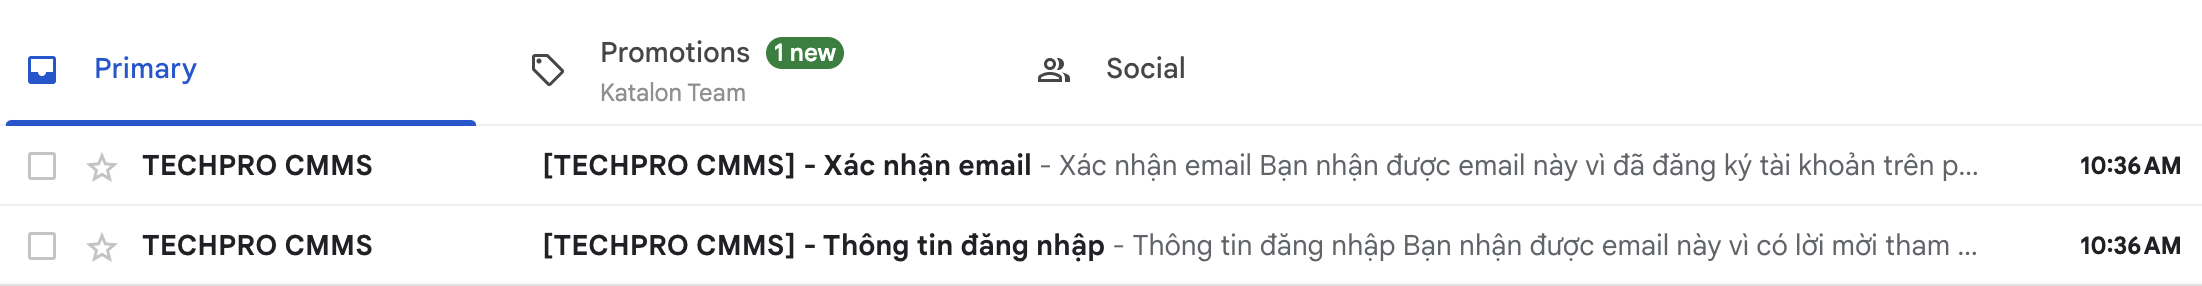 Primary
Promotions 1 new
Katalon Team
Social
TECHPRO CMMS [TECHPRO CMMS] - Xác nhận email - Xác nhận email Bạn nhận được email này vì đã đăng ký tài khoản trên p... 10:36 AM
TECHPRO CMMS [TECHPRO CMMS] - Thông tin đăng nhập - Thông tin đăng nhập Bạn nhận được email này vì có lời mời tham ... 10:36 AM